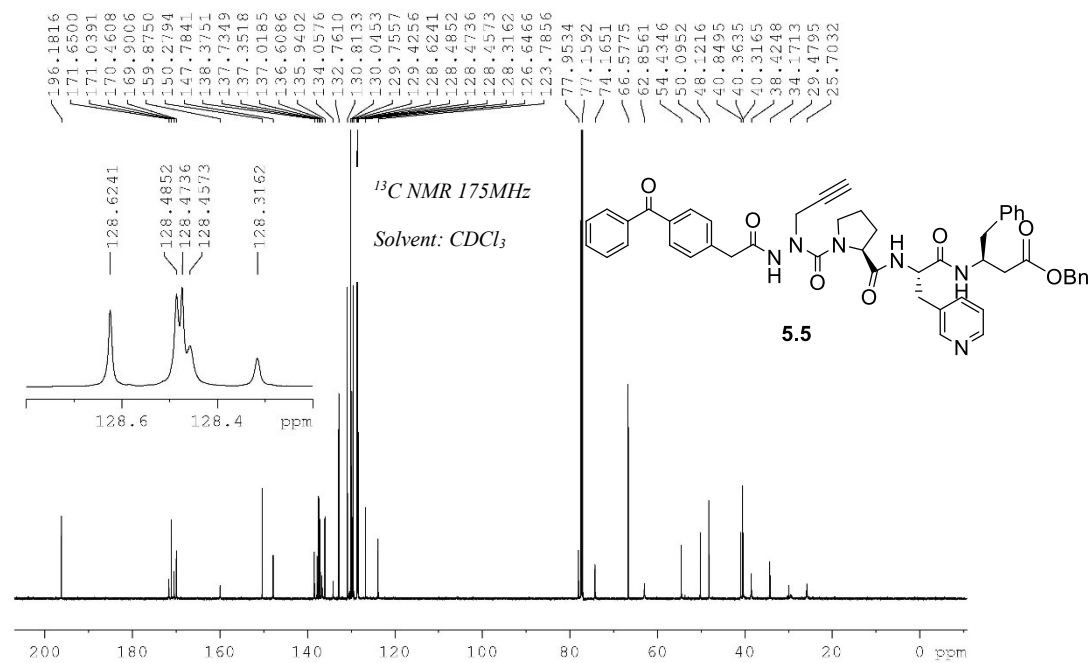 196.1816
171.6500
171.0391
170.4608
169.9006
159.8750
150.2794
147.7841
138.3751
137.7349
137.3518
137.0185
136.6086
135.9402
134.0576
132.7610
130.8133
130.0453
129.7557
129.4256
128.6241
128.4852
128.4736
128.4573
128.3162
126.6466
123.7856
77.9534
77.1592
74.1651
66.5775
62.8561
54.4346
50.0952
48.1216
40.8495
40.3635
40.3165
38.4248
34.1713
29.4795
25.7032
128.6241
128.4852
128.4736
128.4573
128.3162
128.6 128.4 ppm
¹³C NMR 175MHz
Solvent: CDCl₃
O
O
N
H
N
O
N
O
H
N
O
N
H
Ph
O
OBn
N
5.5
200 180 160 140 120 100 80 60 40 20 0 ppm